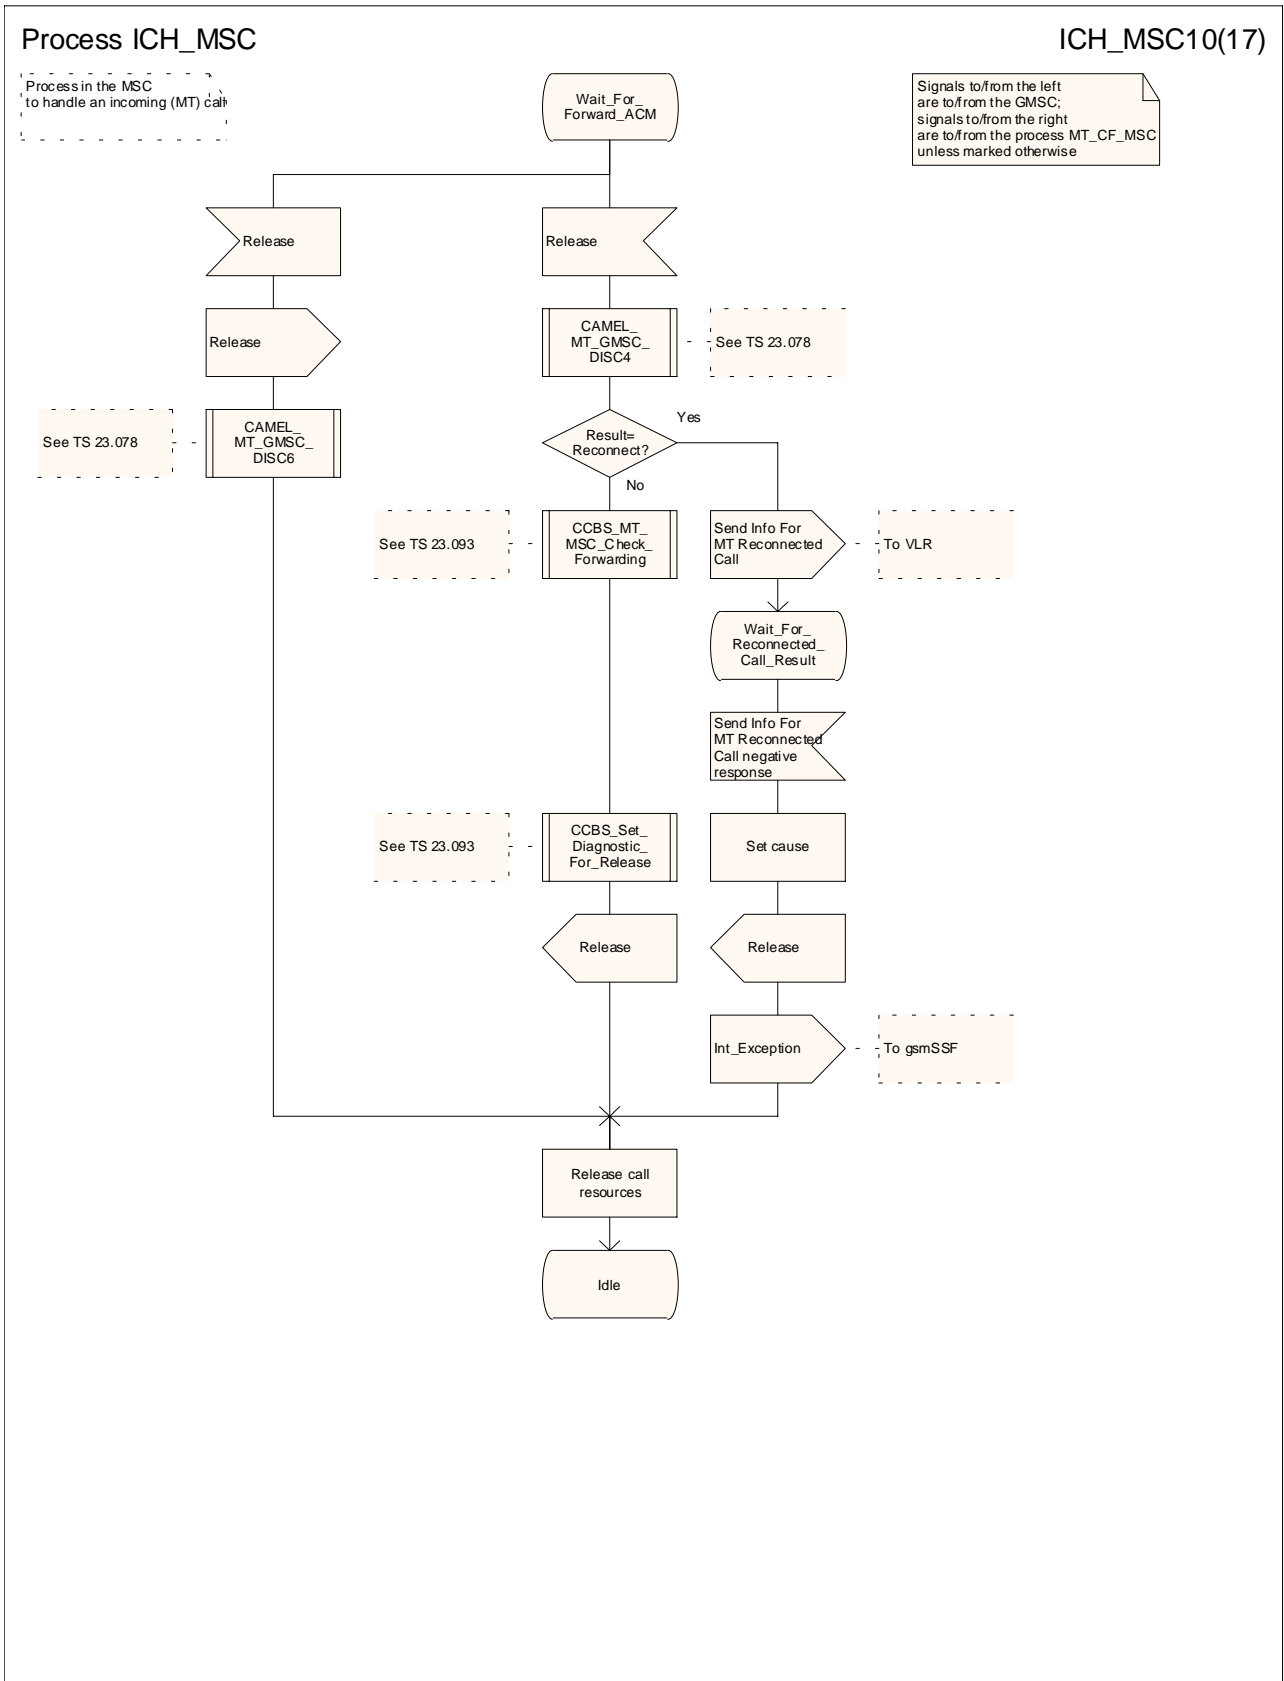 Process ICH_MSC
ICH_MSC10(17)
Process in the MSC
to handle an incoming (MT) call
Signals to/from the left
are to/from the GMSC;
signals to/from the right
are to/from the process MT_CF_MSC
unless marked otherwise
Wait_For_
Forward_ACM
Release
Release
Release
CAMEL_
MT_GMSC_
DISC4
See TS 23.078
See TS 23.078
CAMEL_
MT_GMSC_
DISC6
Result=
Reconnect?
Yes
No
See TS 23.093
CCBS_MT_
MSC_Check_
Forwarding
Send Info For
MT Reconnected
Call
To VLR
Wait_For_
Reconnected_
Call_Result
Send Info For
MT Reconnected
Call negative
response
See TS 23.093
CCBS_Set_
Diagnostic_
For_Release
Set cause
Release
Release
Int_Exception
To gsmSSF
Release call
resources
Idle